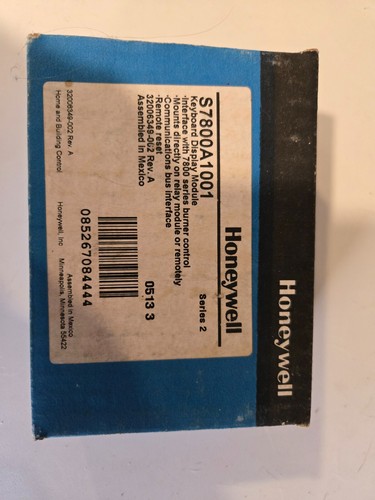 Honeywell
Honeywell
Series 2
S7800A1001
Keyboard Display Module
·Interface with 7800 series burner control
·Mounts directly on relay module or remotely
·Communications bus interface
·Remote reset
32006349-002 Rev. A
Assembled in Mexico
0513 3
085267084444
32006349-002 Rev. A
Home and Building Control
Honeywell, Inc.
Assembled in Mexico
Minneapolis, Minnesota 55422